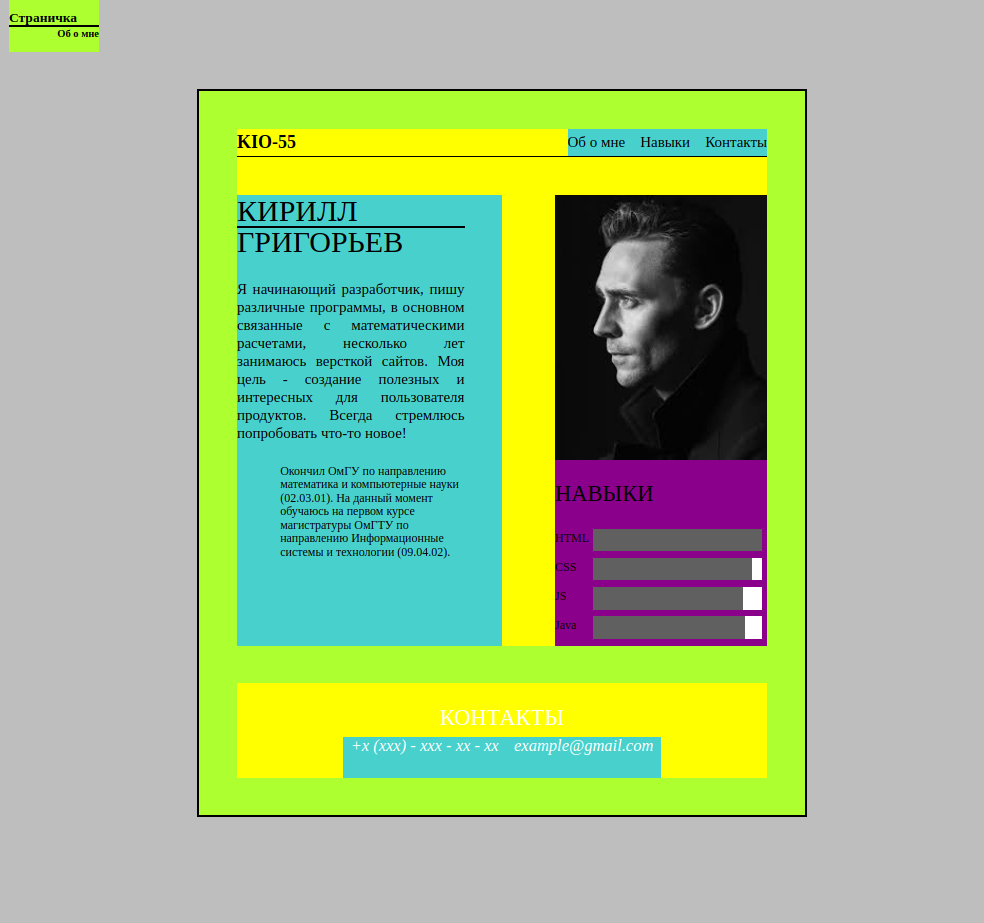 Страничка
Об о мне
KIO-55
Об о мне Навыки Контакты
КИРИЛЛ
ГРИГОРЬЕВ
Я начинающий разработчик, пишу
различные программы, в основном
связанные с математическими
расчетами, несколько лет
занимаюсь версткой сайтов. Моя
цель - создание полезных и
интересных для пользователя
продуктов. Всегда стремлюсь
попробовать что-то новое!
Окончил ОмГУ по направлению
математика и компьютерные науки
(02.03.01). На данный момент
обучаюсь на первом курсе
магистратуры ОмГТУ по
направлению Информационные
системы и технологии (09.04.02).
НАВЫКИ
HTML
CSS
JS
Java
КОНТАКТЫ
+x (xxx) - xxx - xx - xx example@gmail.com